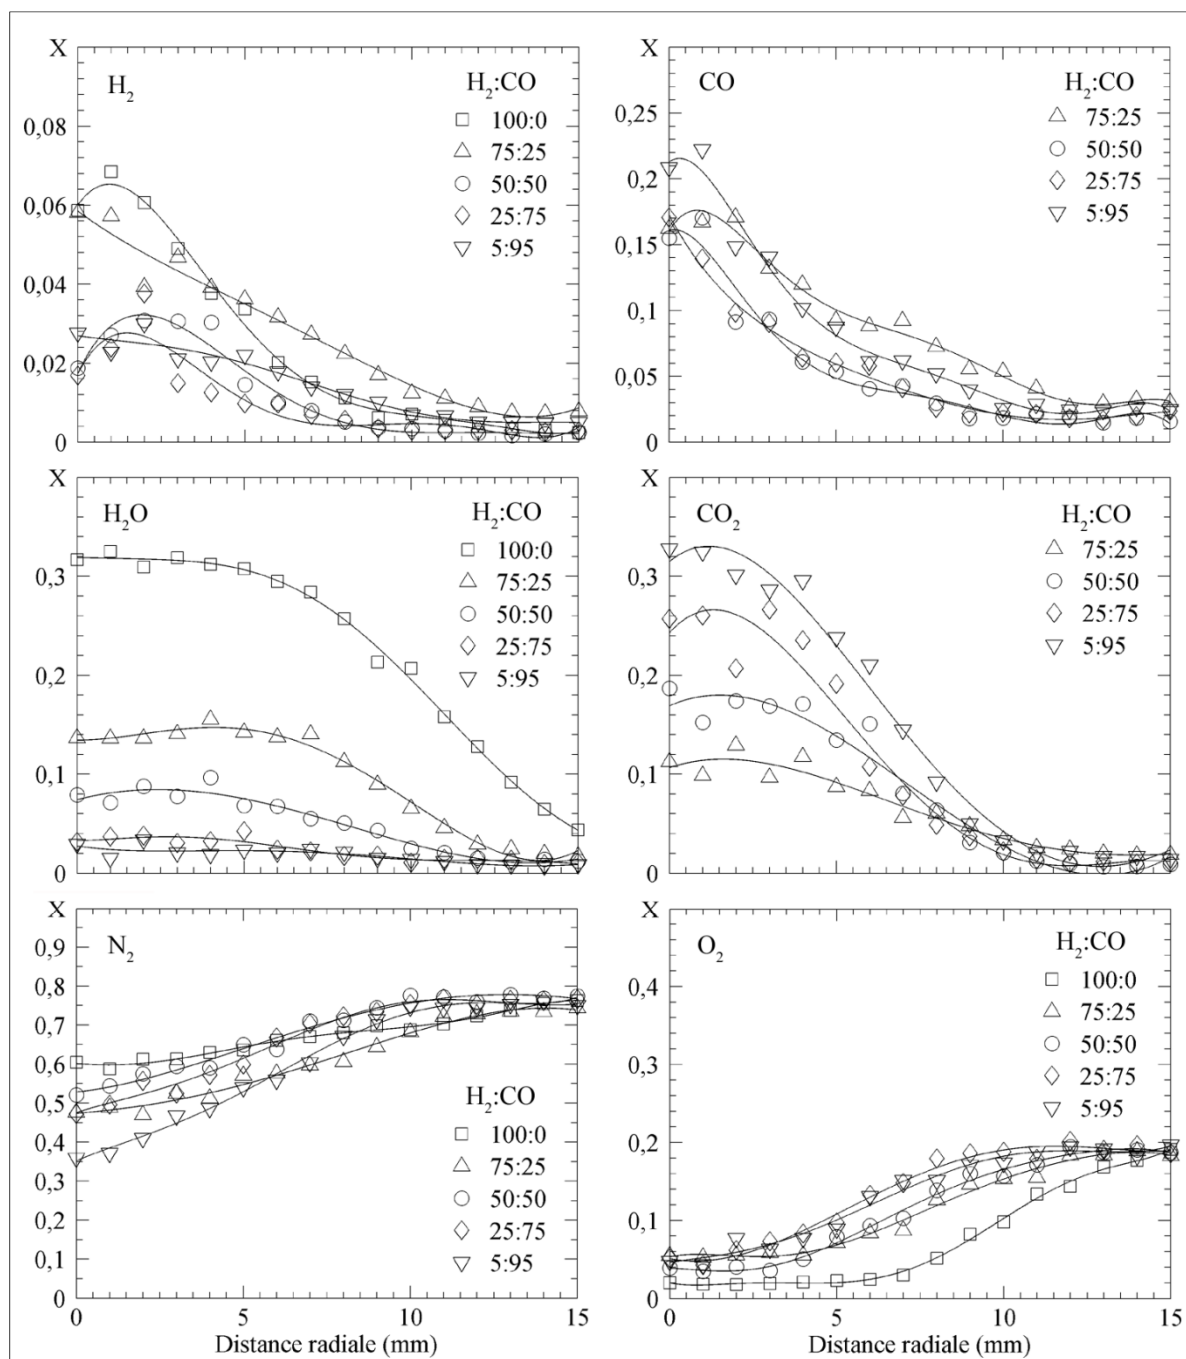 X
H₂
H₂:CO
100:0
75:25
50:50
25:75
5:95
0,08
0,06
0,04
0,02
0
X
CO
H₂:CO
75:25
50:50
25:75
5:95
0,25
0,2
0,15
0,1
0,05
0
X
H₂O
H₂:CO
100:0
75:25
50:50
25:75
5:95
0,3
0,2
0,1
0
X
CO₂
H₂:CO
75:25
50:50
25:75
5:95
0,3
0,2
0,1
0
X
N₂
H₂:CO
100:0
75:25
50:50
25:75
5:95
0,9
0,8
0,7
0,6
0,5
0,4
0,3
0,2
0,1
0
0 5 10 15
Distance radiale (mm)
X
O₂
H₂:CO
100:0
75:25
50:50
25:75
5:95
0,4
0,3
0,2
0,1
0
0 5 10 15
Distance radiale (mm)